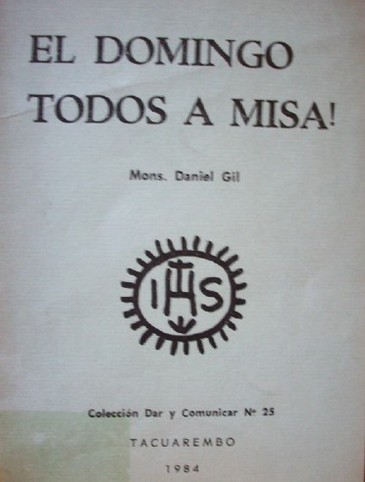 EL DOMINGO
TODOS A MISA!
Mons. Daniel Gil
IHS
Colección Dar y Comunicar Nº 25
TACUAREMBO
1984